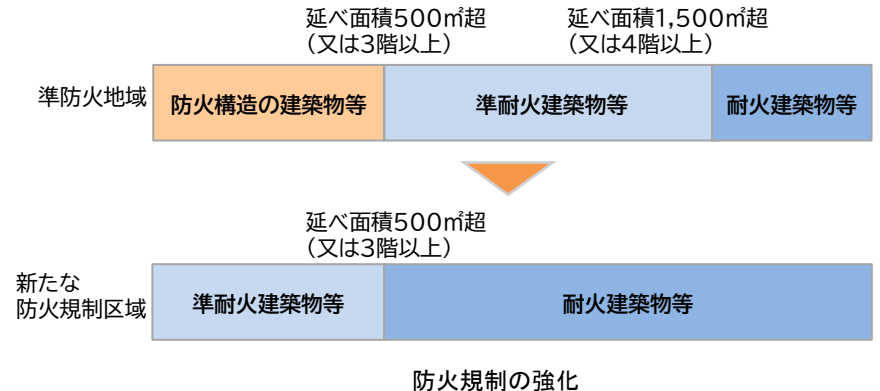 延べ面積500㎡超
(又は3階以上)
延べ面積1,500㎡超
(又は4階以上)
準防火地域
防火構造の建築物等
準耐火建築物等
耐火建築物等
延べ面積500㎡超
(又は3階以上)
新たな
防火規制区域
準耐火建築物等
耐火建築物等
防火規制の強化